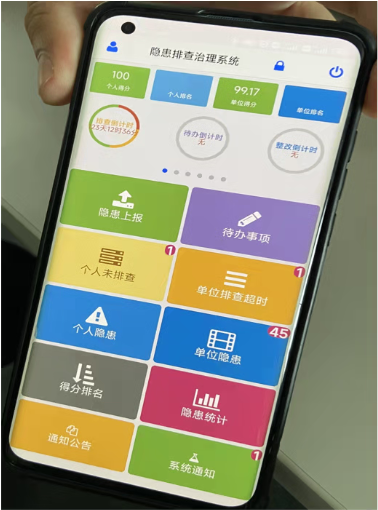 隐患排查治理系统
100
个人得分
个人排名
99.17
单位得分
单位排名
排查倒计时
25天12时36分
待办倒计时
无
整改倒计时
无
隐患上报
待办事项
个人未排查
1
单位排查超时
1
个人隐患
单位隐患
45
得分排名
隐患统计
通知公告
系统通知
1